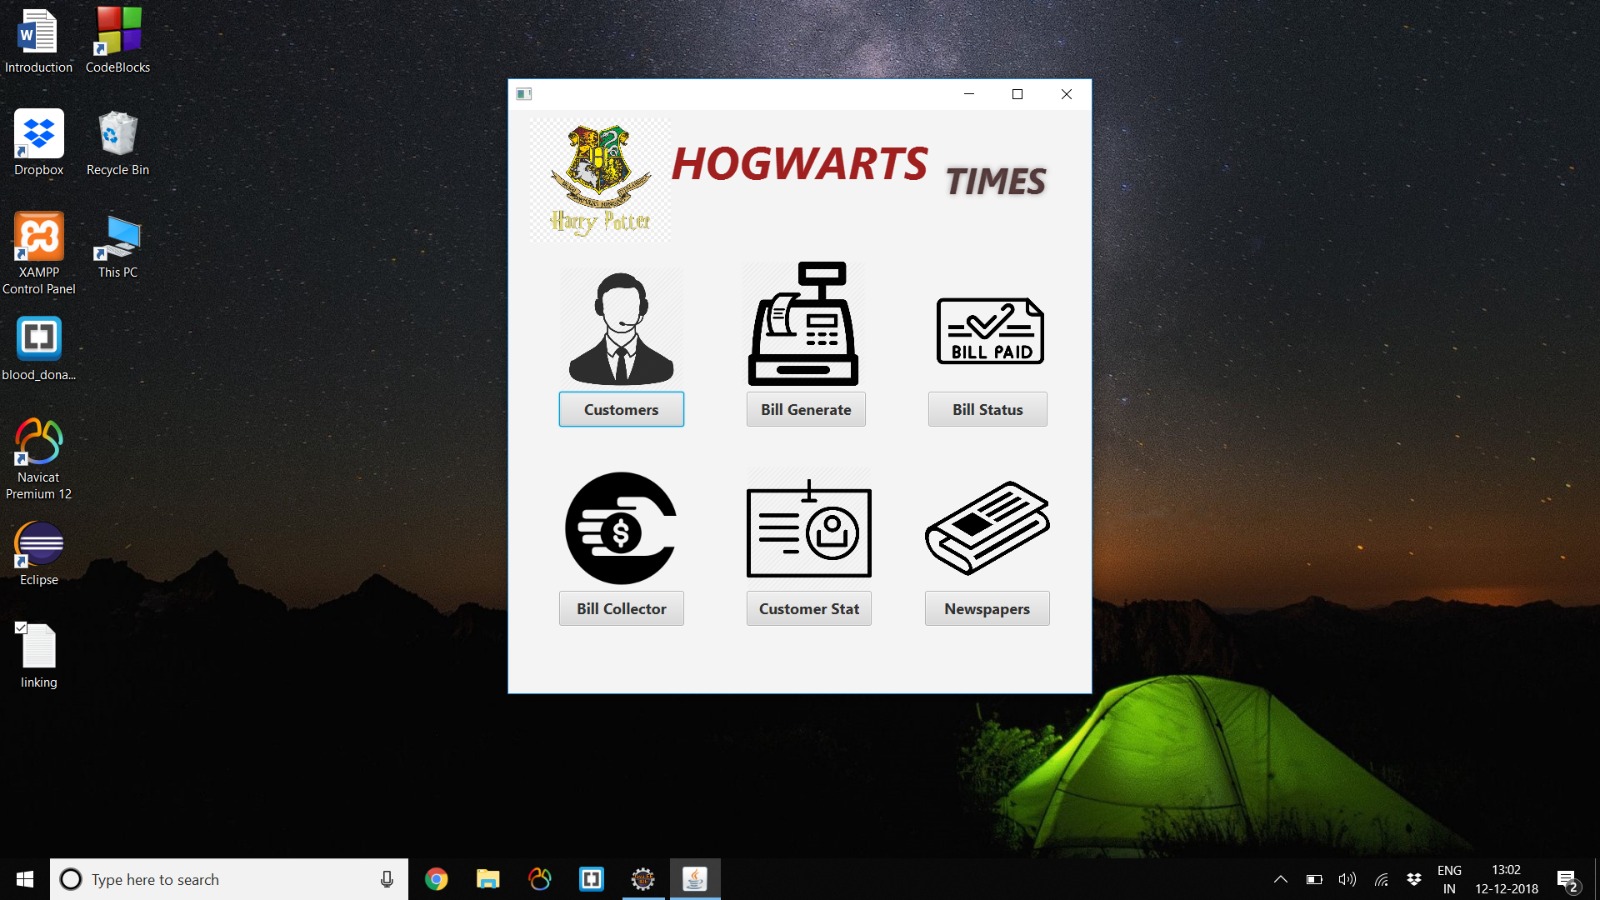 Introduction
CodeBlocks
Dropbox
Recycle Bin
XAMPP
Control Panel
This PC
blood_dona...
Navicat
Premium 12
Eclipse
linking
Harry Potter
HOGWARTS
TIMES
BILL PAID
Customers
Bill Generate
Bill Status
$
Bill Collector
Customer Stat
Newspapers
Type here to search
ENG
IN
13:02
12-12-2018
2